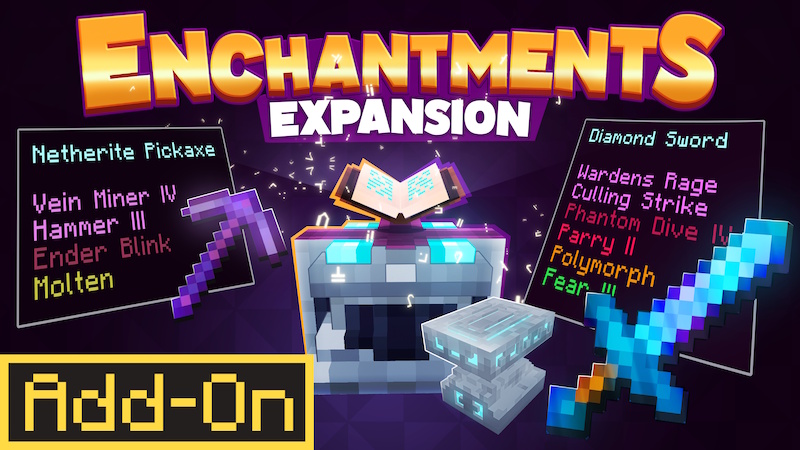 ENCHANTMENTS
EXPANSION
Netherite Pickaxe
Vein Miner IV
Hammer III
Ender Blink
Molten
Diamond Sword
Wardens Rage
Culling Strike
Phantom Dive IV
Parry II
Polymorph
Fear III
Add-On